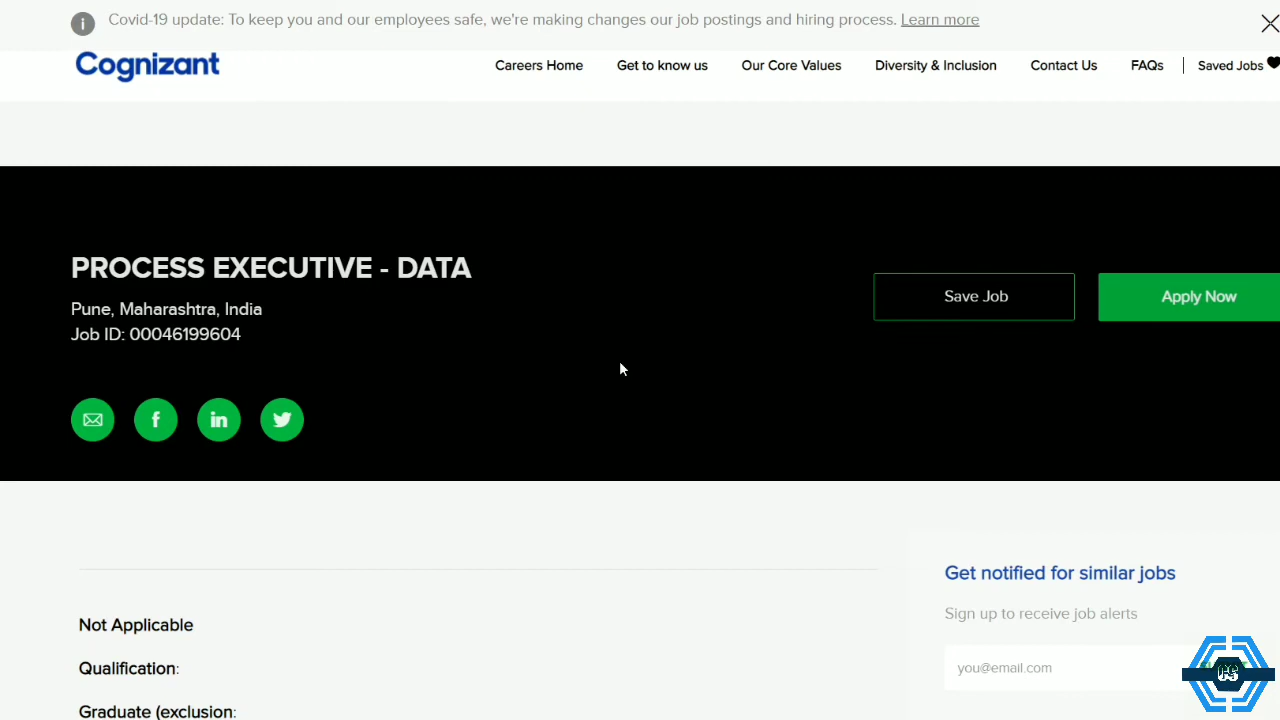 Covid-19 update: To keep you and our employees safe, we're making changes our job postings and hiring process. Learn more
Cognizant
Careers Home Get to know us Our Core Values Diversity & Inclusion Contact Us FAQs Saved Jobs
PROCESS EXECUTIVE - DATA
Pune, Maharashtra, India
Job ID: 00046199604
Save Job
Apply Now
Not Applicable
Qualification:
Graduate (exclusion:
Get notified for similar jobs
Sign up to receive job alerts
you@email.com